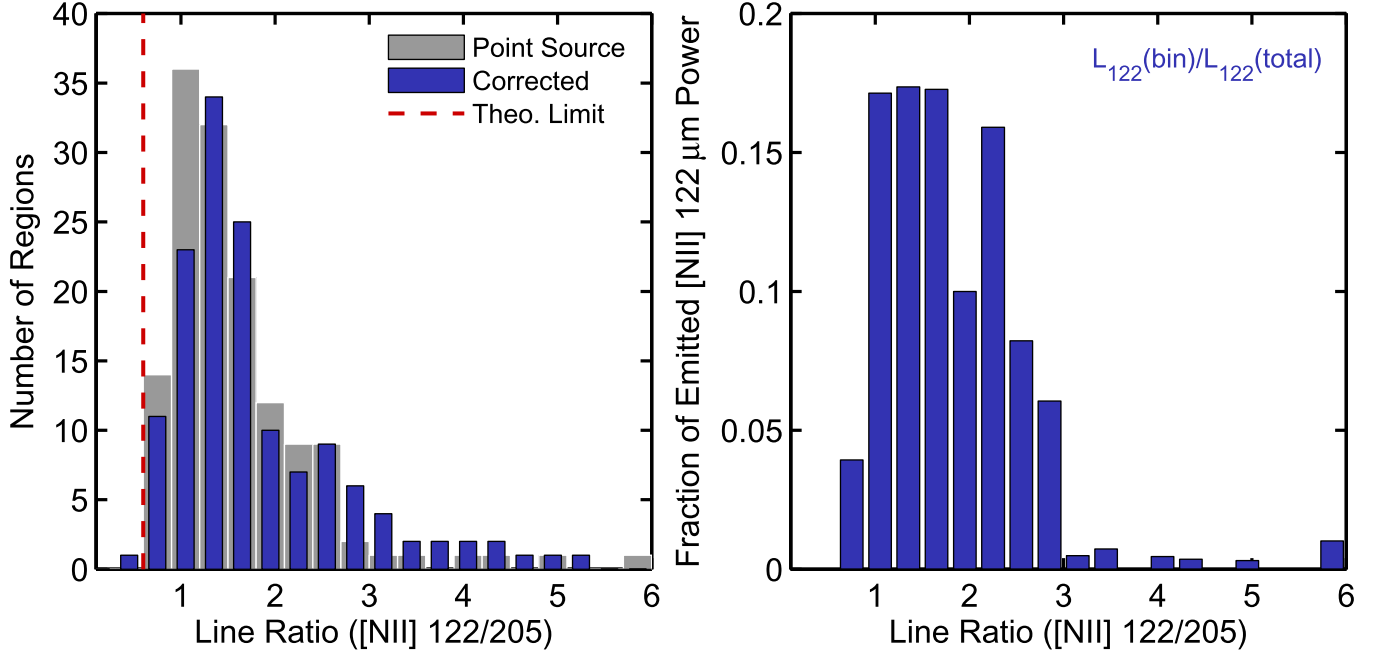 Number of Regions
40
35
30
25
20
15
10
5
0
Point Source
Corrected
Theo. Limit
1 2 3 4 5 6
Line Ratio ([NII] 122/205)
Fraction of Emitted [NII] 122 μm Power
0.2
0.15
0.1
0.05
0
L₁₂₂(bin)/L₁₂₂(total)
1 2 3 4 5 6
Line Ratio ([NII] 122/205)